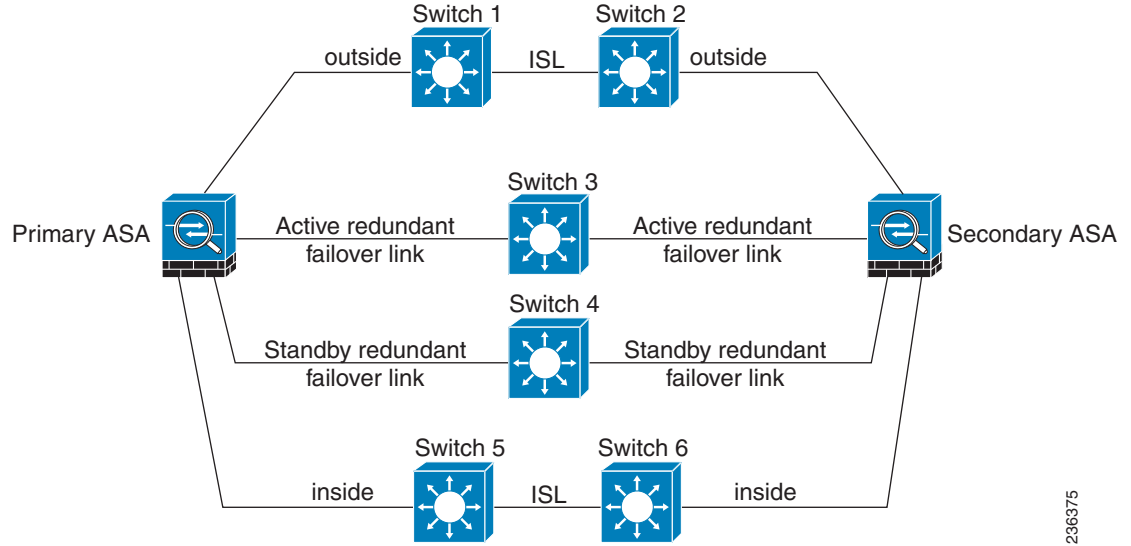 Switch 1
Switch 2
outside
ISL
outside
Switch 3
Primary ASA
Active redundant
failover link
Active redundant
failover link
Secondary ASA
Switch 4
Standby redundant
failover link
Standby redundant
failover link
Switch 5
Switch 6
inside
ISL
inside
236375